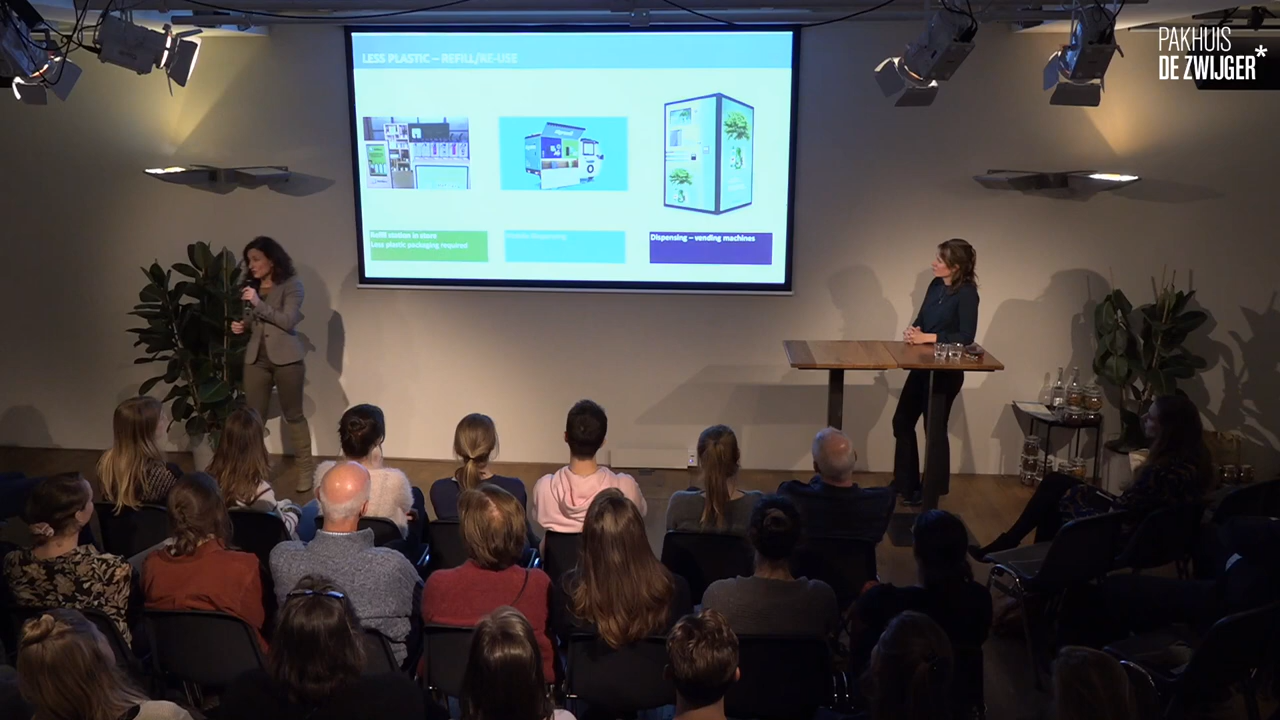 PAKHUIS
DE ZWIJGER*
LESS PLASTIC – REFILL/RE-USE
Refill station in store
Less plastic packaging required
Dispensing – vending machines